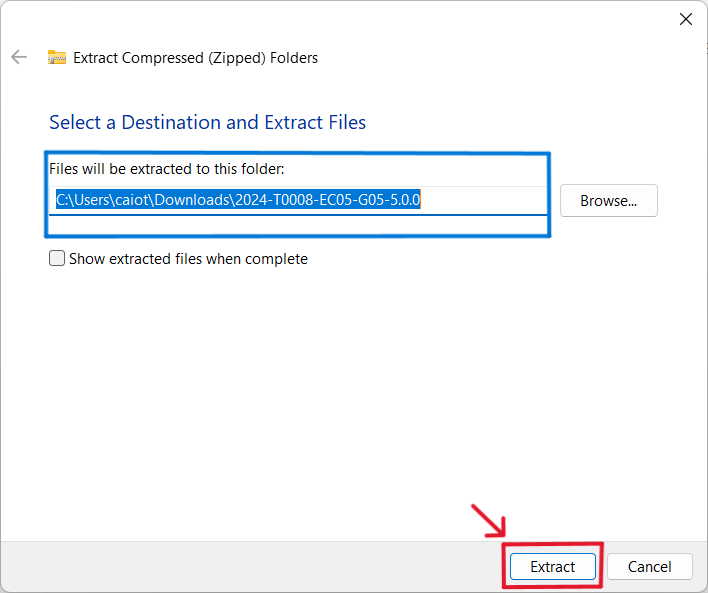 Extract Compressed (Zipped) Folders
Select a Destination and Extract Files
Files will be extracted to this folder:
C:\Users\caiot\Downloads\2024-T0008-EC05-G05-5.0.0
Browse...
Show extracted files when complete
Extract
Cancel